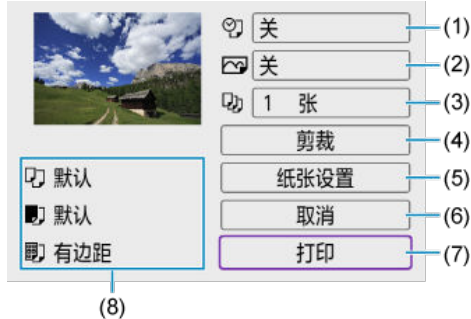 关 (1)
关 (2)
1 张 (3)
剪裁 (4)
默认 纸张设置 (5)
默认 取消 (6)
有边距 打印 (7)
(8)